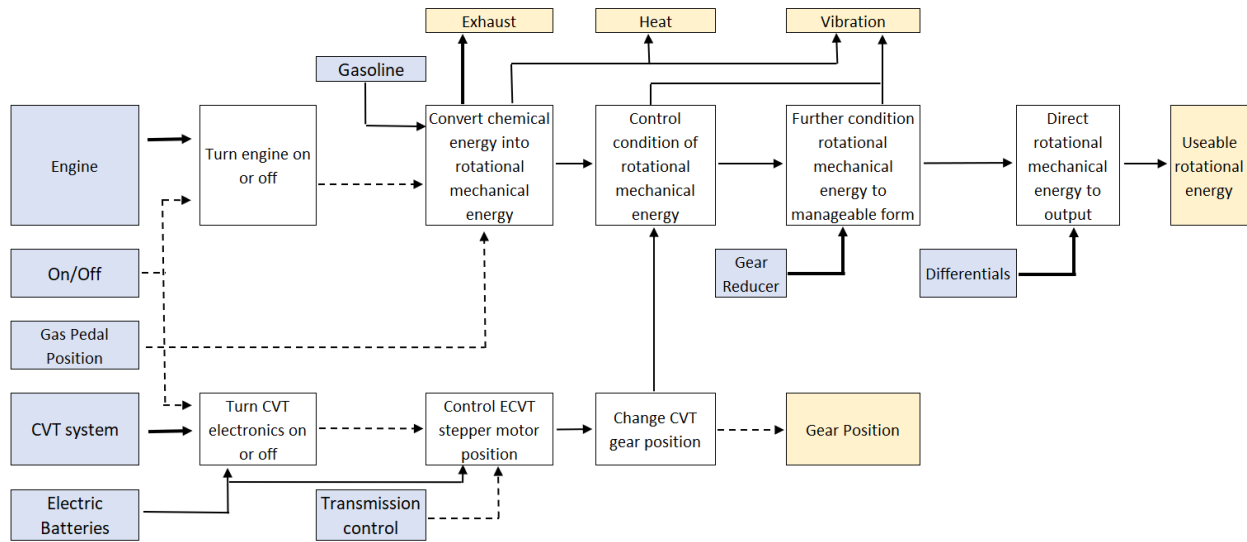 Exhaust
Heat
Vibration
Gasoline
Engine
Turn engine on
or off
Convert chemical
energy into
rotational
mechanical
energy
Control
condition of
rotational
mechanical
energy
Further condition
rotational
mechanical
energy to
manageable form
Direct
rotational
mechanical
energy to
output
Useable
rotational
energy
On/Off
Gear
Reducer
Differentials
Gas Pedal
Position
CVT system
Turn CVT
electronics on
or off
Control ECVT
stepper motor
position
Change CVT
gear position
Gear Position
Electric
Batteries
Transmission
control